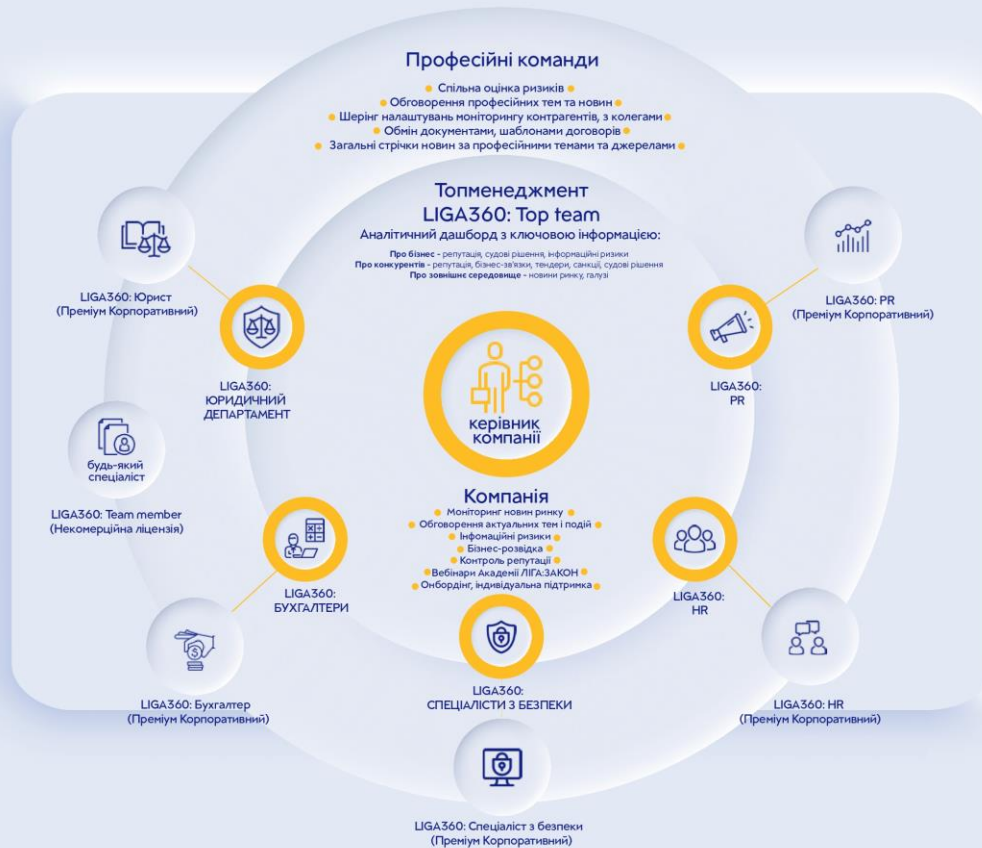 Професійні команди
Спільна оцінка ризиків
Обговорення професійних тем та новин
Шерінг налаштувань моніторингу контрагентів, з колегами
Обмін документами, шаблонами договорів
Загальні стрічки новин за професійними темами та джерелами
Топменеджмент
LIGA360: Top team
Аналітичний дашборд з ключовою інформацією:
Про бізнес - репутація, судові рішення, інформаційні ризики
Про конкурентів - репутація, бізнес-зв'язки, тендери, санкції, судові рішення
Про зовнішнє середовище - новини ринку, галузі
LIGA360: Юрист
(Преміум Корпоративний)
LIGA360: PR
(Преміум Корпоративний)
LIGA360:
ЮРИДИЧНИЙ
ДЕПАРТАМЕНТ
LIGA360:
PR
керівник
компанії
будь-який
спеціаліст
LIGA360: Team member
(Некомерційна ліцензія)
Компанія
Моніторинг новин ринку
Обговорення актуальних тем і подій
Інфомаційні ризики
Бізнес-розвідка
Контроль репутації
Вебінари Академії ЛІГА:ЗАКОН
Онбордінг, індивідуальна підтримка
LIGA360:
БУХГАЛТЕРИ
LIGA360:
HR
LIGA360:
СПЕЦІАЛІСТИ З БЕЗПЕКИ
LIGA360: Бухгалтер
(Преміум Корпоративний)
LIGA360: HR
(Преміум Корпоративний)
LIGA360: Спеціаліст з безпеки
(Преміум Корпоративний)